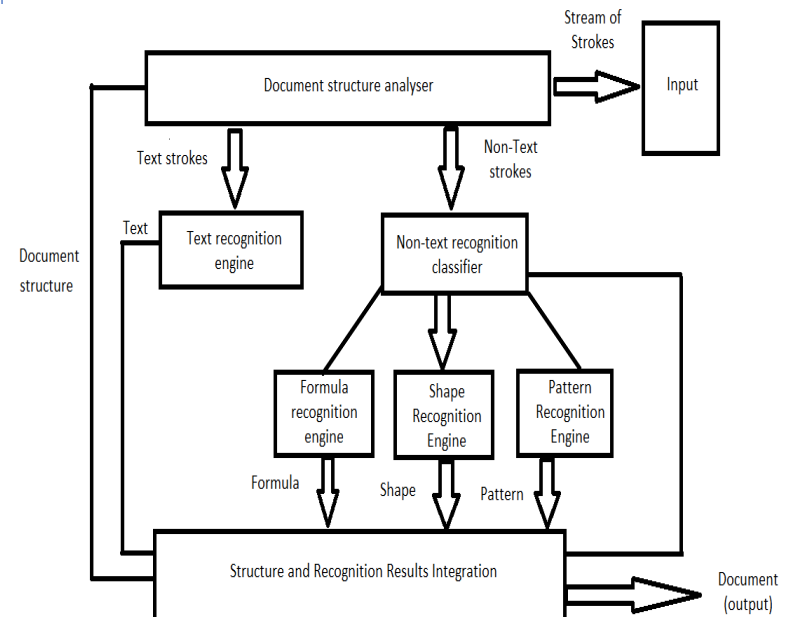 Stream of
Strokes
Document structure analyser
Input
Text strokes
Non-Text
strokes
Text
Text recognition
engine
Non-text recognition
classifier
Document
structure
Formula
recognition
engine
Shape
Recognition
Engine
Pattern
Recognition
Engine
Formula
Shape
Pattern
Structure and Recognition Results Integration
Document
(output)